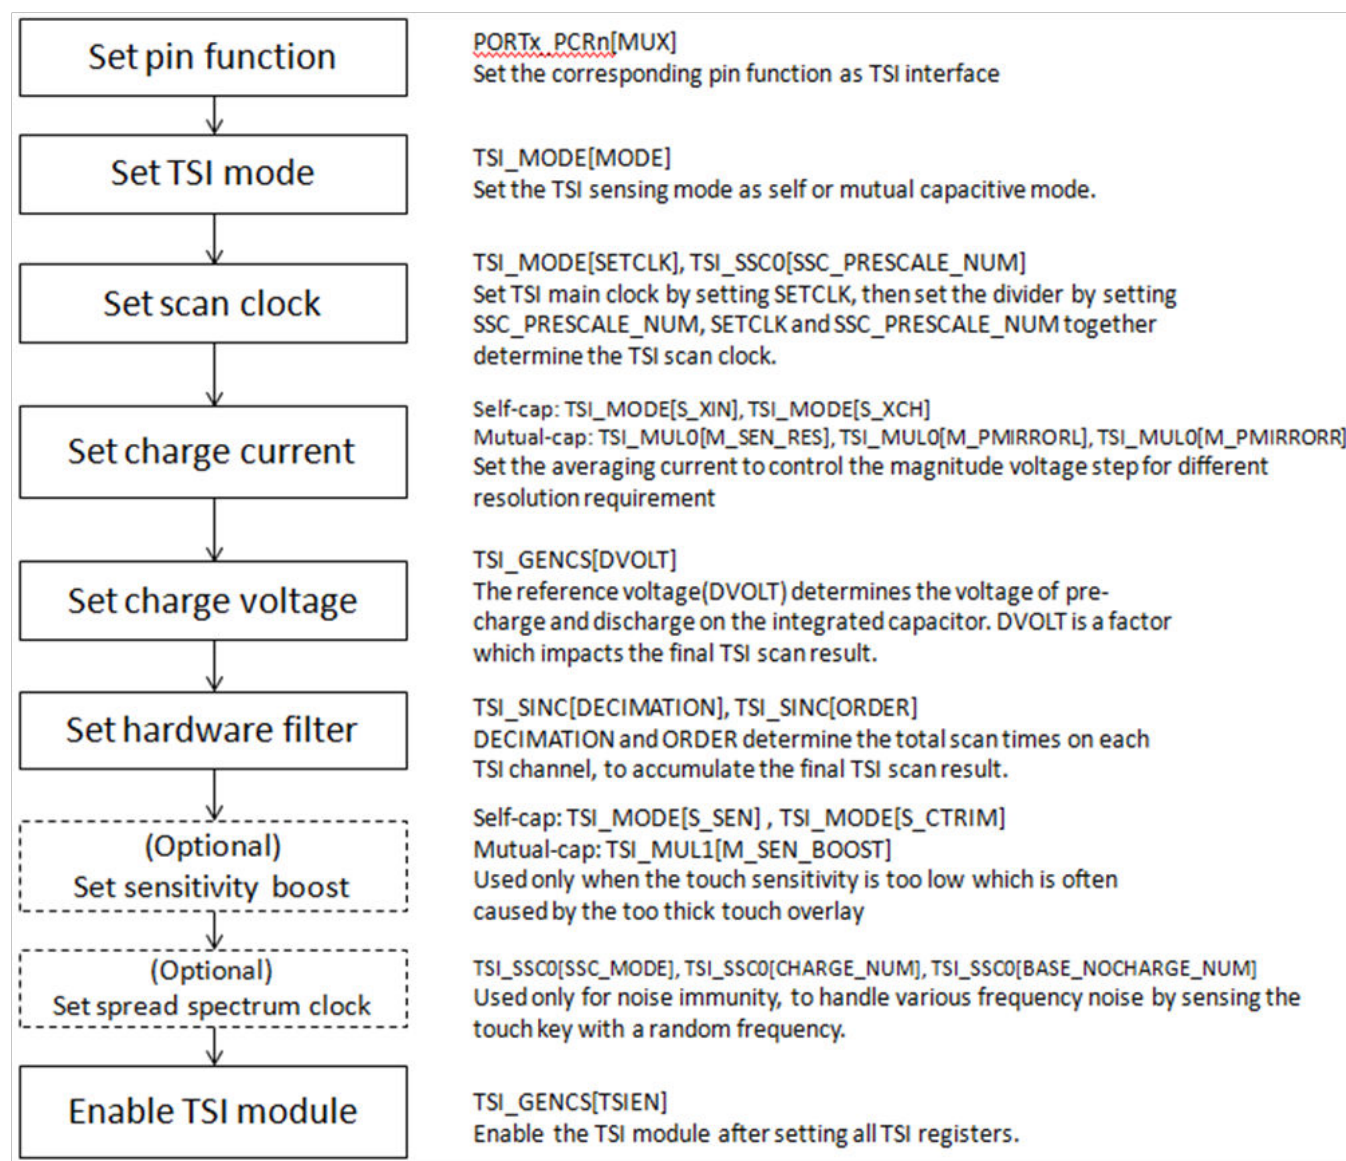 Set pin function
PORTx_PCRn[MUX]
Set the corresponding pin function as TSI interface
Set TSI mode
TSI_MODE[MODE]
Set the TSI sensing mode as self or mutual capacitive mode.
Set scan clock
TSI_MODE[SETCLK], TSI_SSC0[SSC_PRESCALE_NUM]
Set TSI main clock by setting SETCLK, then set the divider by setting
SSC_PRESCALE_NUM, SETCLK and SSC_PRESCALE_NUM together
determine the TSI scan clock.
Set charge current
Self-cap: TSI_MODE[S_XIN], TSI_MODE[S_XCH]
Mutual-cap: TSI_MUL0[M_SEN_RES], TSI_MUL0[M_PMIRRORL], TSI_MUL0[M_PMIRRORR]
Set the averaging current to control the magnitude voltage step for different
resolution requirement
Set charge voltage
TSI_GENCS[DVOLT]
The reference voltage(DVOLT) determines the voltage of pre-
charge and discharge on the integrated capacitor. DVOLT is a factor
which impacts the final TSI scan result.
Set hardware filter
TSI_SINC[DECIMATION], TSI_SINC[ORDER]
DECIMATION and ORDER determine the total scan times on each
TSI channel, to accumulate the final TSI scan result.
(Optional)
Set sensitivity boost
Self-cap: TSI_MODE[S_SEN] , TSI_MODE[S_CTRIM]
Mutual-cap: TSI_MUL1[M_SEN_BOOST]
Used only when the touch sensitivity is too low which is often
caused by the too thick touch overlay
(Optional)
Set spread spectrum clock
TSI_SSC0[SSC_MODE], TSI_SSC0[CHARGE_NUM], TSI_SSC0[BASE_NOCHARGE_NUM]
Used only for noise immunity, to handle various frequency noise by sensing the
touch key with a random frequency.
Enable TSI module
TSI_GENCS[TSIEN]
Enable the TSI module after setting all TSI registers.